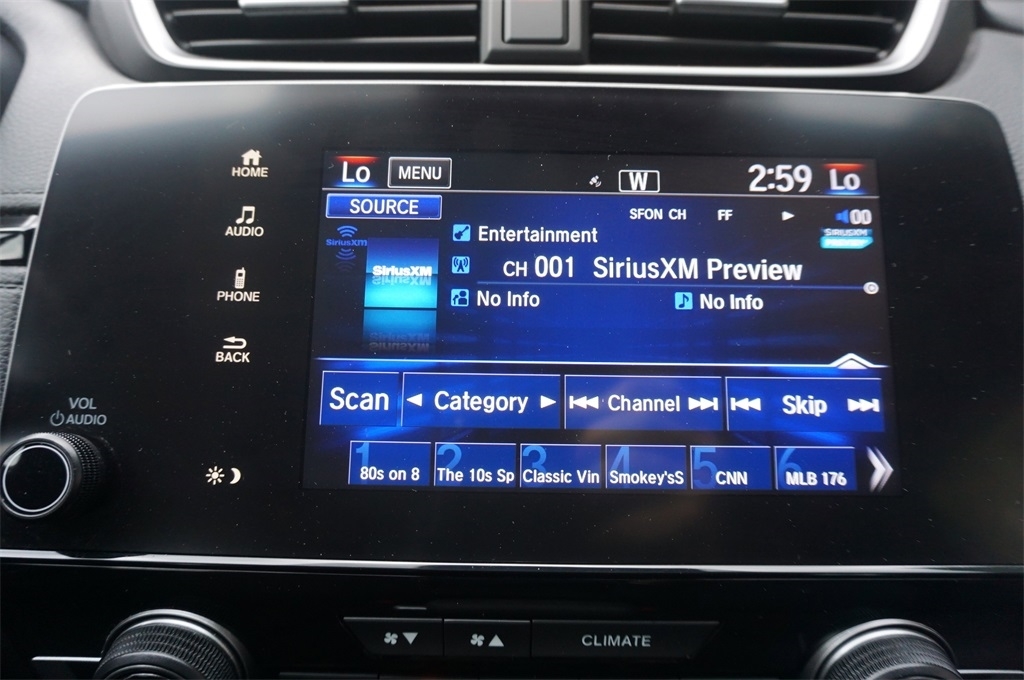 HOME
AUDIO
PHONE
BACK
VOL
AUDIO
Lo MENU W 2:59 Lo
SOURCE SFON CH FF 00
SiriusXM Entertainment SIRIUSXM PREVIEW
SiriusXM CH 001 SiriusXM Preview
No Info No Info
Scan Category Channel Skip
1 80s on 8 2 The 10s Sp 3 Classic Vin 4 Smokey'sS 5 CNN 6 MLB 176
CLIMATE